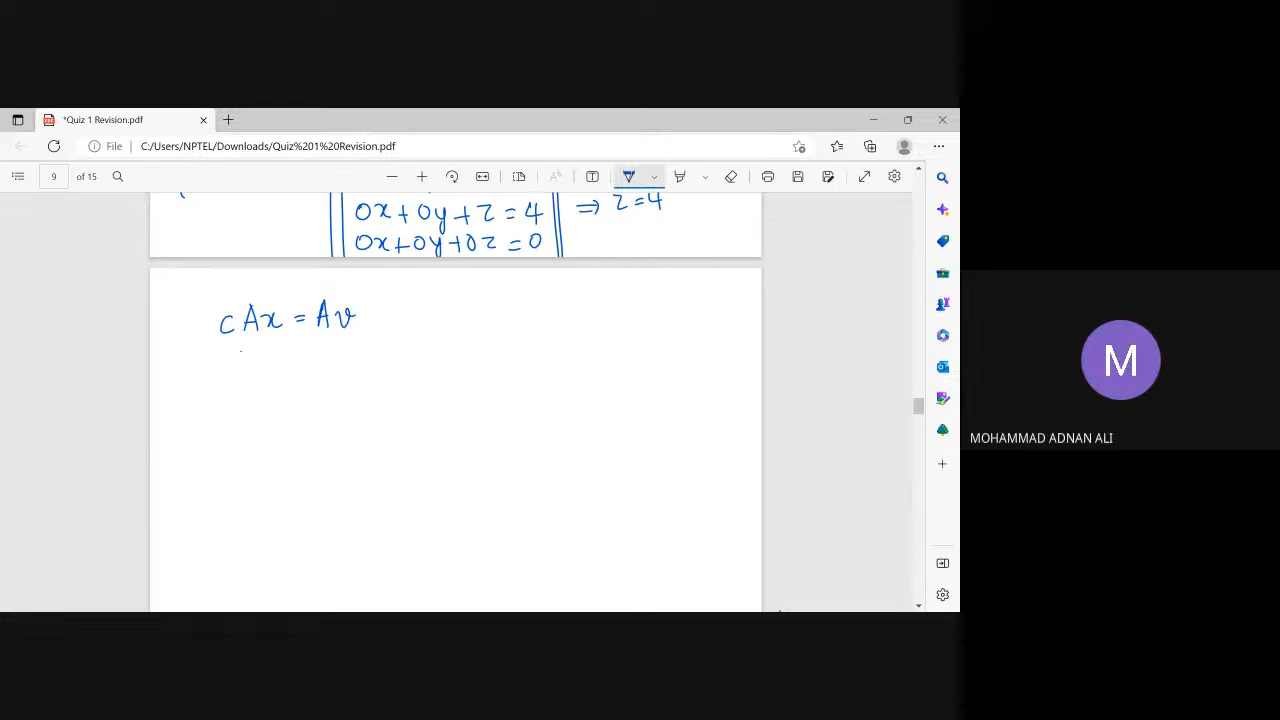 *Quiz 1 Revision.pdf
File | C:/Users/NPTEL/Downloads/Quiz%201%20Revision.pdf
9 of 15
0x+0y+z=4 ⇒ z=4
0x+0y+0z=0
cAx = Av
M
MOHAMMAD ADNAN ALI